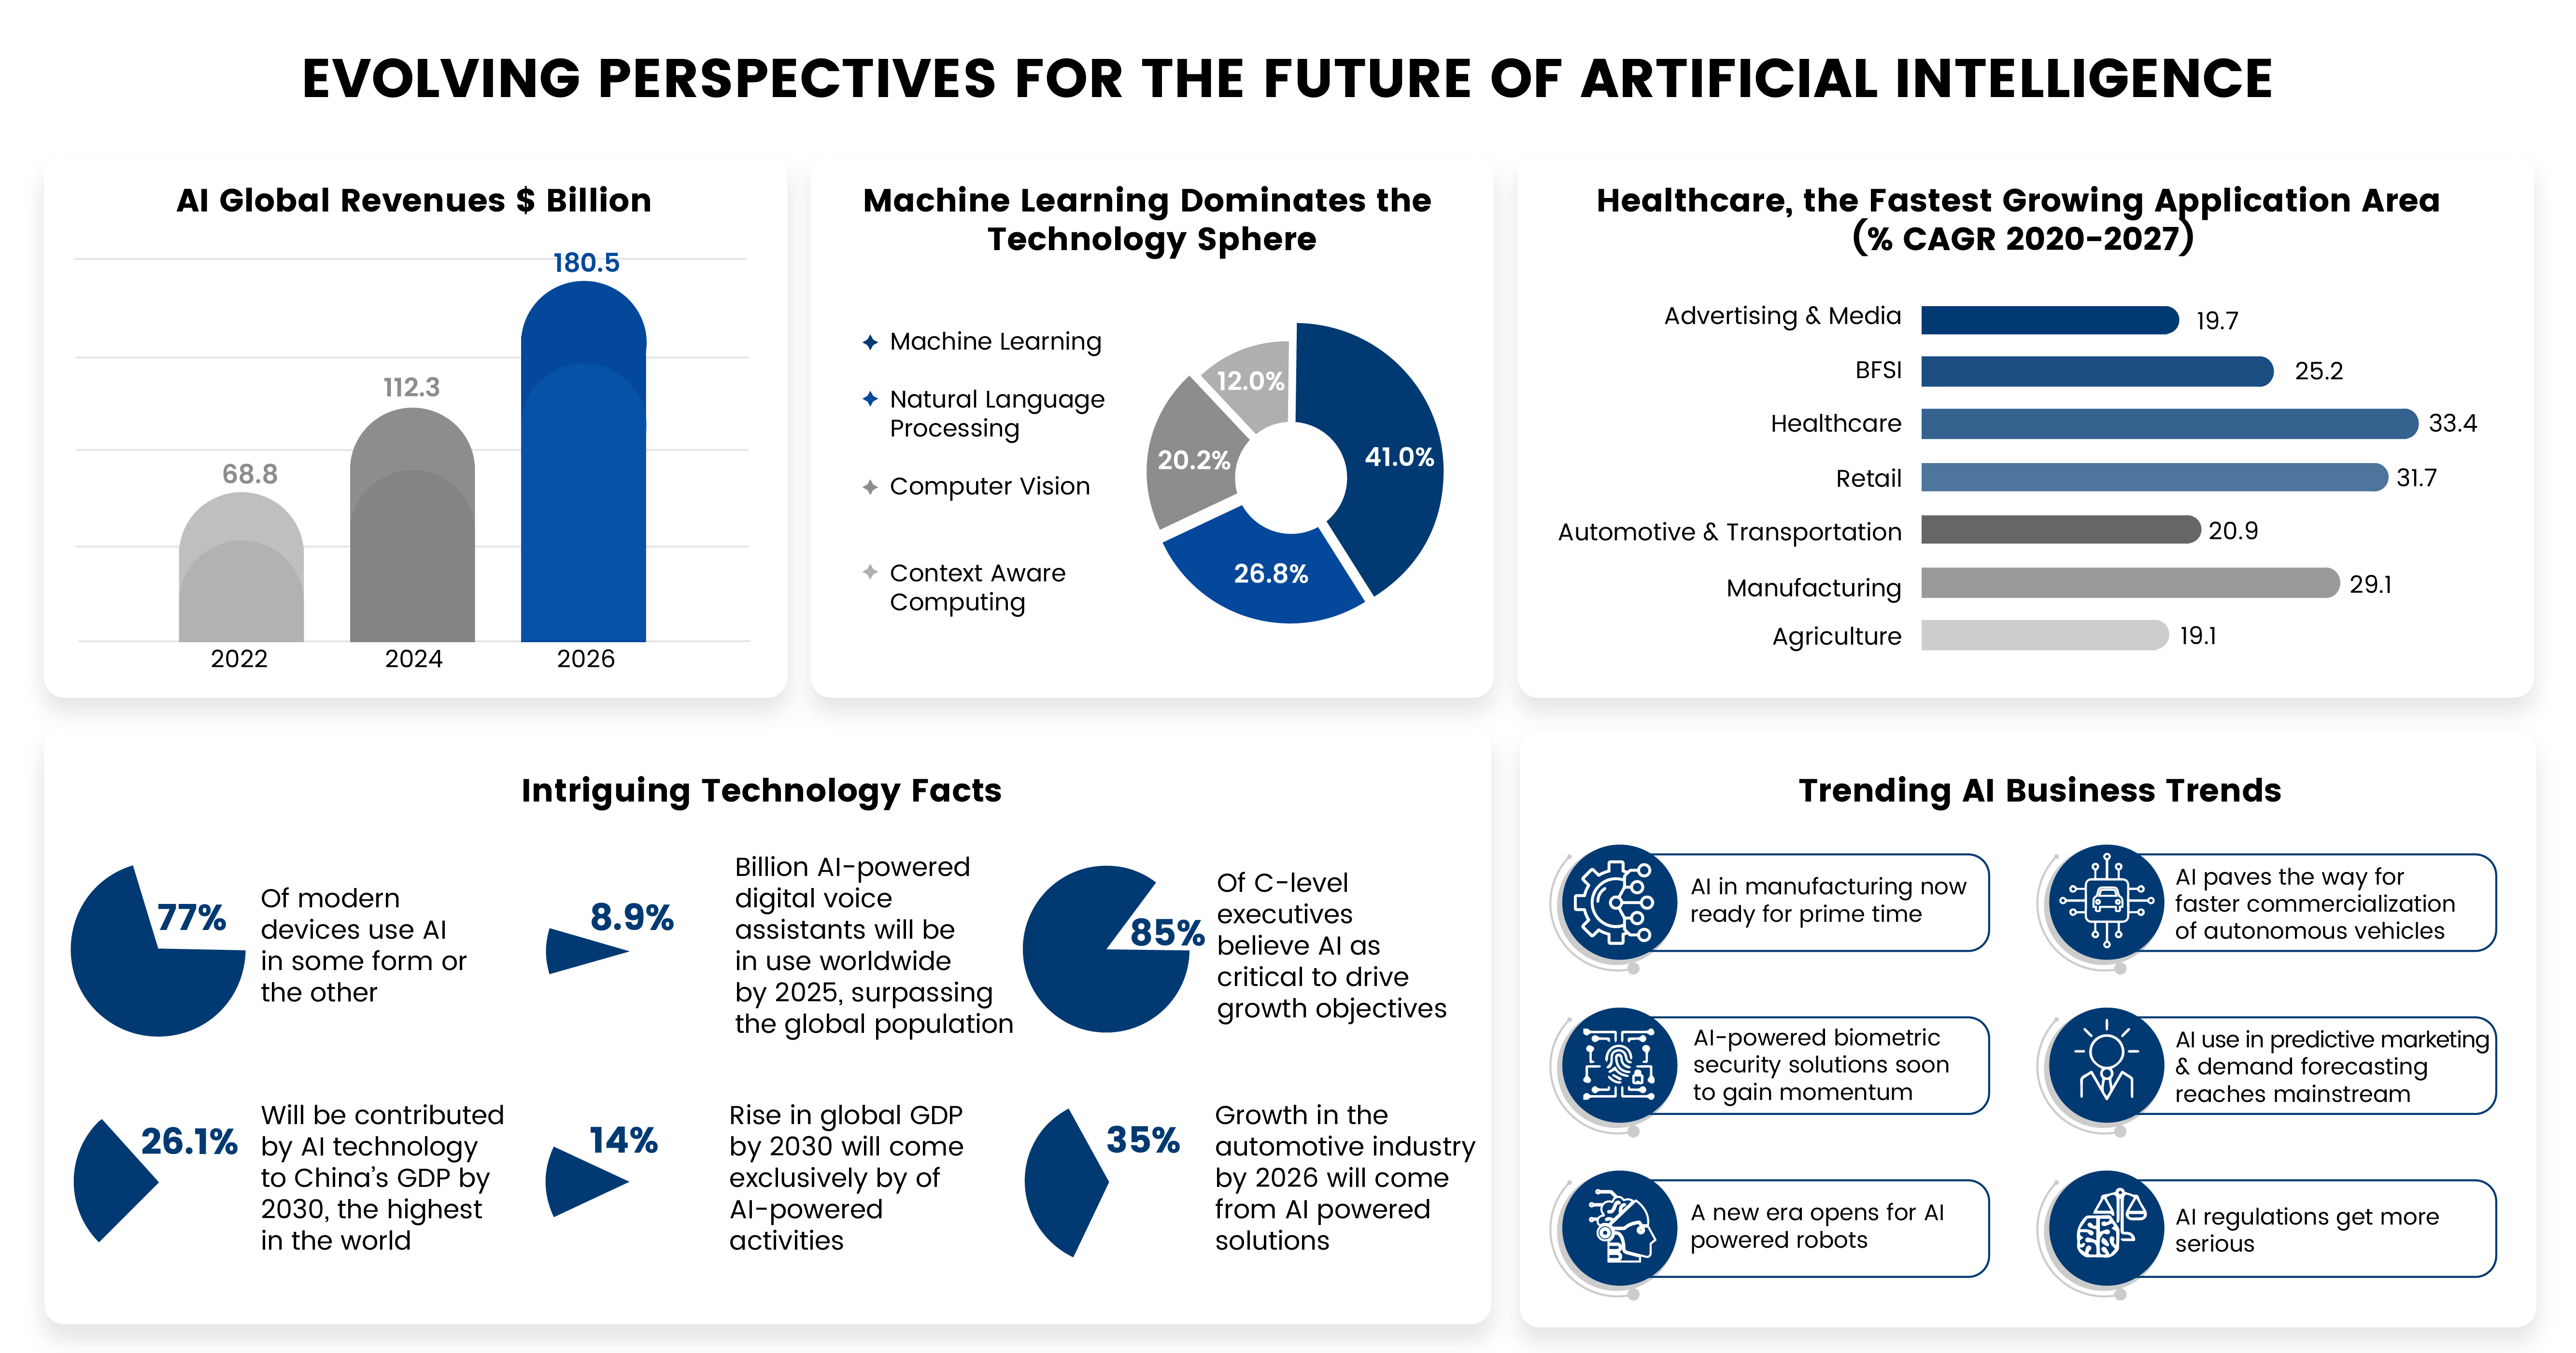 EVOLVING PERSPECTIVES FOR THE FUTURE OF ARTIFICIAL INTELLIGENCE
AI Global Revenues $ Billion
180.5
112.3
68.8
2022
2024
2026
Machine Learning Dominates the
Technology Sphere
Machine Learning
Natural Language
Processing
Computer Vision
Context Aware
Computing
12.0%
41.0%
20.2%
26.8%
Healthcare, the Fastest Growing Application Area
(% CAGR 2020-2027)
Advertising & Media 19.7
BFSI 25.2
Healthcare 33.4
Retail 31.7
Automotive & Transportation 20.9
Manufacturing 29.1
Agriculture 19.1
Intriguing Technology Facts
77%
Of modern
devices use AI
in some form or
the other
8.9%
Billion AI-powered
digital voice
assistants will be
in use worldwide
by 2025, surpassing
the global population
85%
Of C-level
executives
believe AI as
critical to drive
growth objectives
26.1%
Will be contributed
by AI technology
to China's GDP by
2030, the highest
in the world
14%
Rise in global GDP
by 2030 will come
exclusively by of
AI-powered
activities
35%
Growth in the
automotive industry
by 2026 will come
from AI powered
solutions
Trending AI Business Trends
AI in manufacturing now
ready for prime time
AI paves the way for
faster commercialization
of autonomous vehicles
AI-powered biometric
security solutions soon
to gain momentum
AI use in predictive marketing
& demand forecasting
reaches mainstream
A new era opens for AI
powered robots
AI regulations get more
serious